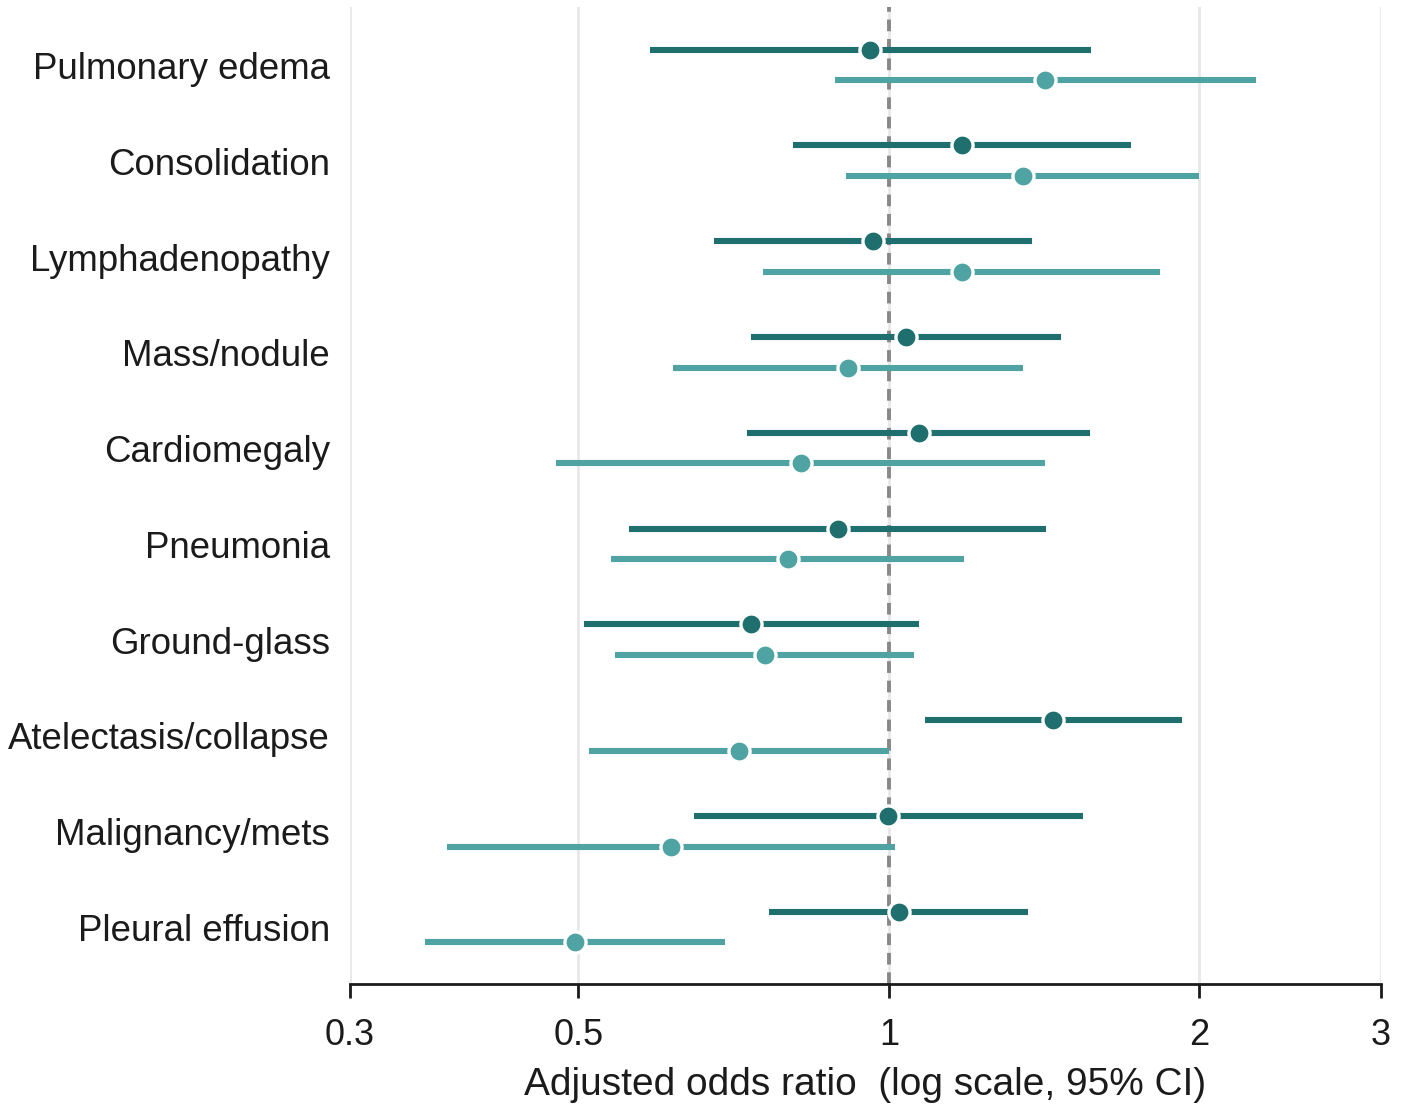 Pulmonary edema
Consolidation
Lymphadenopathy
Mass/nodule
Cardiomegaly
Pneumonia
Ground-glass
Atelectasis/collapse
Malignancy/mets
Pleural effusion
0.3 0.5 1 2 3
Adjusted odds ratio (log scale, 95% CI)